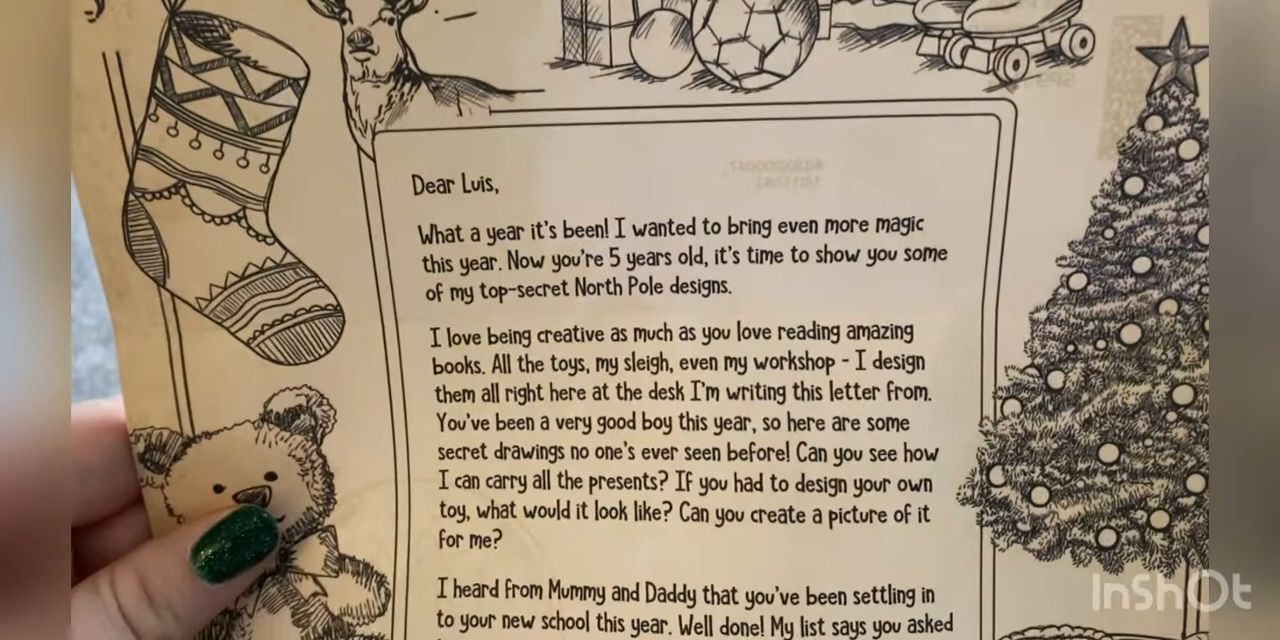 Dear Luis,
What a year it's been! I wanted to bring even more magic
this year. Now you're 5 years old, it's time to show you some
of my top-secret North Pole designs.
I love being creative as much as you love reading amazing
books. All the toys, my sleigh, even my workshop - I design
them all right here at the desk I'm writing this letter from.
You've been a very good boy this year, so here are some
secret drawings no one's ever seen before! Can you see how
I can carry all the presents? If you had to design your own
toy, what would it look like? Can you create a picture of it
for me?
I heard from Mummy and Daddy that you've been settling in
to your new school this year. Well done! My list says you asked
InShOt